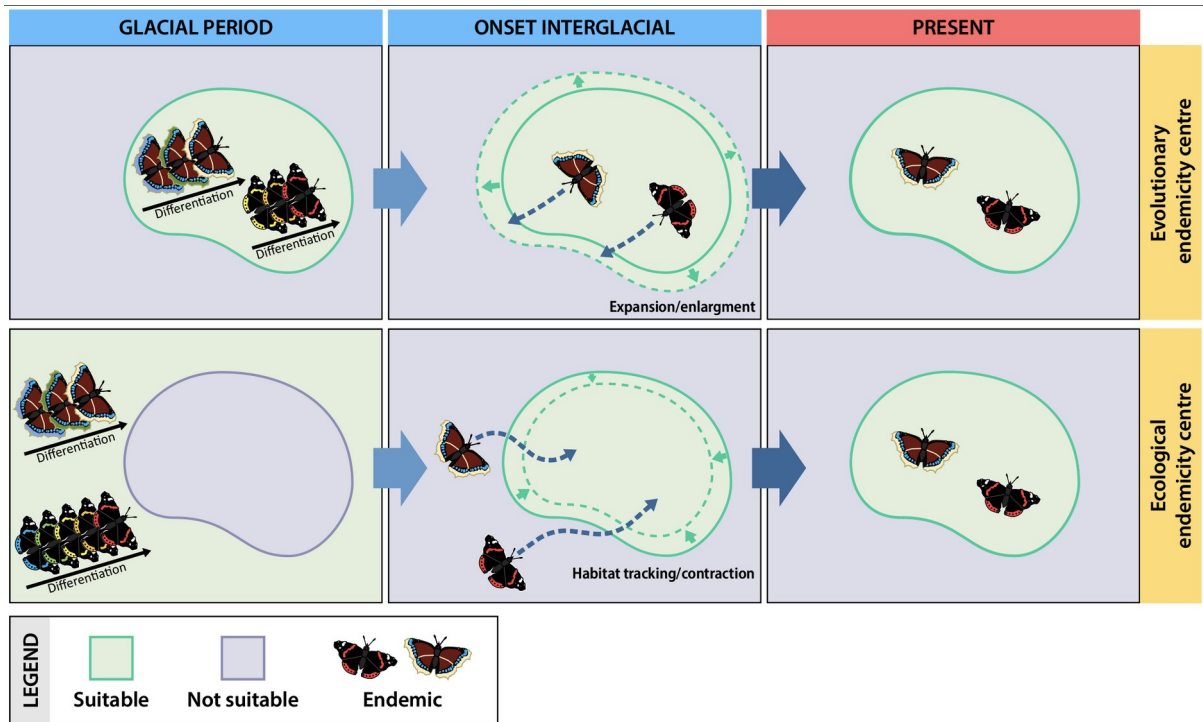 GLACIAL PERIOD
ONSET INTERGLACIAL
PRESENT
Differentiation
Differentiation
Expansion/enlargment
Evolutionary
endemicity centre
Differentiation
Differentiation
Habitat tracking/contraction
Ecological
endemicity centre
LEGEND
Suitable
Not suitable
Endemic